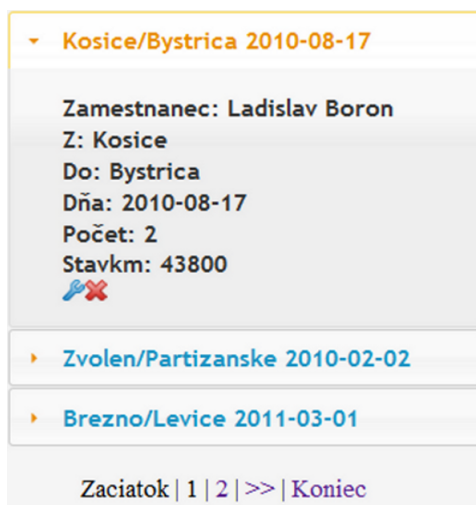 Kosice/Bystrica 2010-08-17
Zamestnanec: Ladislav Boron
Z: Kosice
Do: Bystrica
Dňa: 2010-08-17
Počet: 2
Stavkm: 43800
Zvolen/Partizanske 2010-02-02
Brezno/Levice 2011-03-01
Zaciatok | 1 | 2 | >> | Koniec